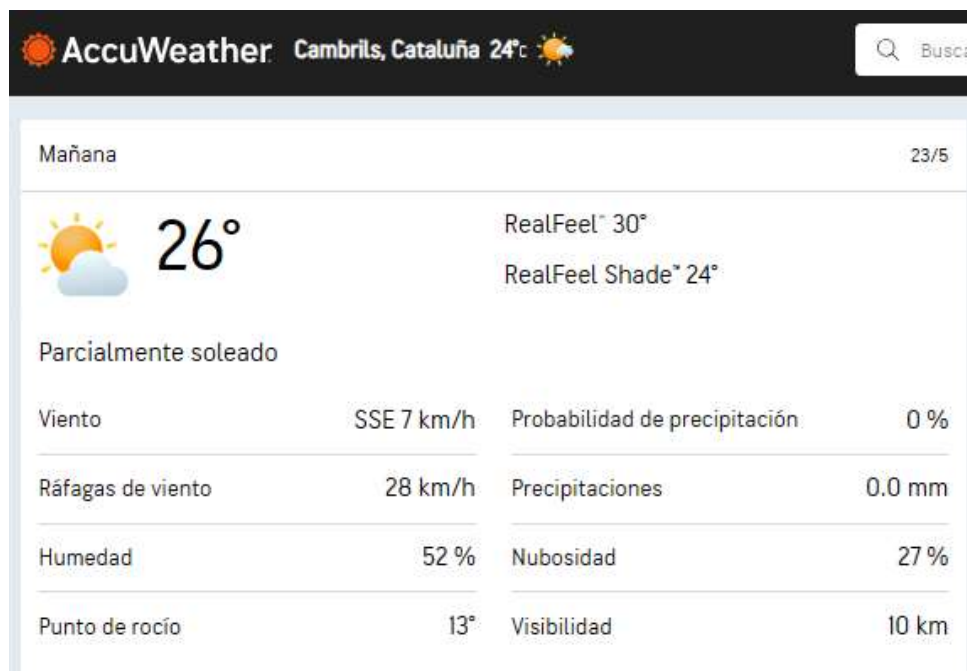 AccuWeather Cambrils, Cataluña 24°C
Busca
Mañana 23/5
26°
RealFeel™ 30°
RealFeel Shade™ 24°
Parcialmente soleado
Viento SSE 7 km/h Probabilidad de precipitación 0 %
Ráfagas de viento 28 km/h Precipitaciones 0.0 mm
Humedad 52 % Nubosidad 27 %
Punto de rocío 13° Visibilidad 10 km